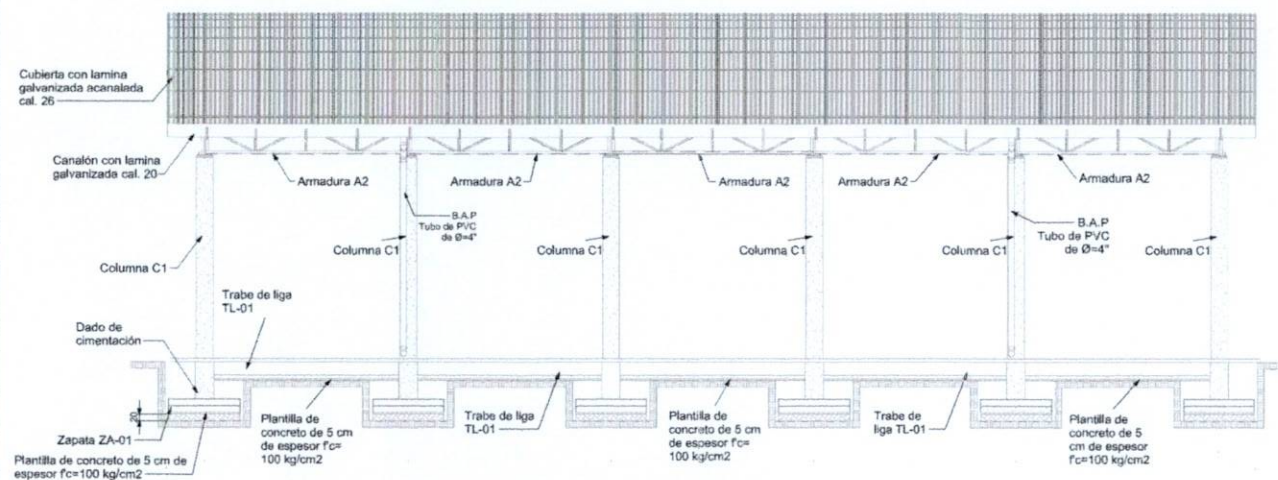 Cubierta con lamina
galvanizada acanalada
cal. 26
Canalón con lamina
galvanizada cal. 20
Armadura A2
Armadura A2
Armadura A2
Armadura A2
Armadura A2
B.A.P
Tubo de PVC
de Ø=4"
B.A.P
Tubo de PVC
de Ø=4"
Columna C1
Columna C1
Columna C1
Columna C1
Columna C1
Columna C1
Trabe de liga
TL-01
Dado de
cimentación
20
Zapata ZA-01
Plantilla de concreto de 5 cm de
espesor f'c=100 kg/cm2
Plantilla de
concreto de 5 cm
de espesor f'c=
100 kg/cm2
Trabe de liga
TL-01
Plantilla de
concreto de 5 cm
de espesor f'c=
100 kg/cm2
Trabe de
liga TL-01
Plantilla de
concreto de 5
cm de espesor
f'c=100 kg/cm2